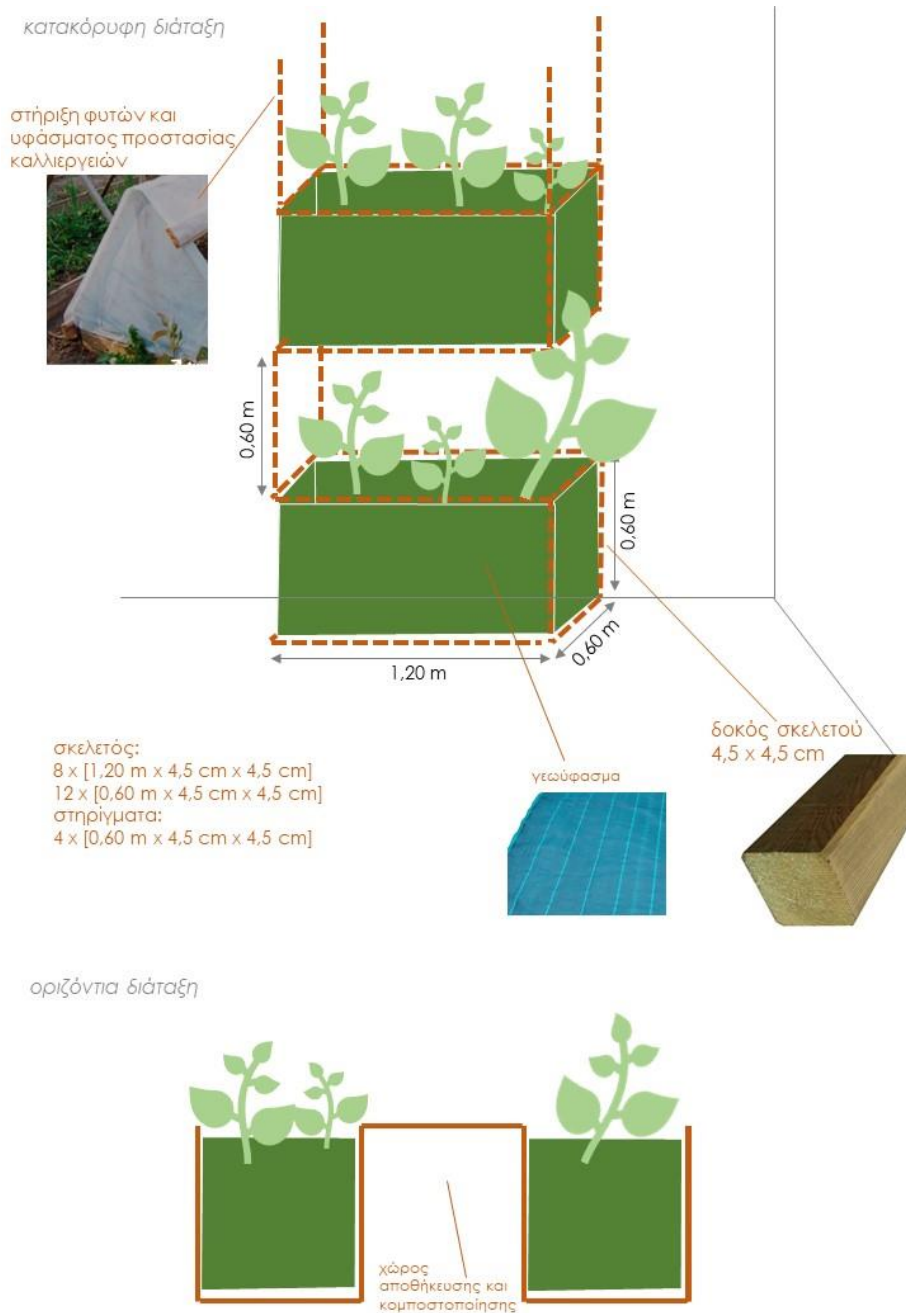 κατακόρυφη διάταξη
στήριξη φυτών και
υφάσματος προστασίας
καλλιεργειών
0,60 m
0,60 m
0,60 m
1,20 m
δοκός σκελετού
4,5 x 4,5 cm
σκελετός:
8 x [1,20 m x 4,5 cm x 4,5 cm]
12 x [0,60 m x 4,5 cm x 4,5 cm]
στηρίγματα:
4 x [0,60 m x 4,5 cm x 4,5 cm]
γεωύφασμα
οριζόντια διάταξη
χώρος
αποθήκευσης και
κομποστοποίησης